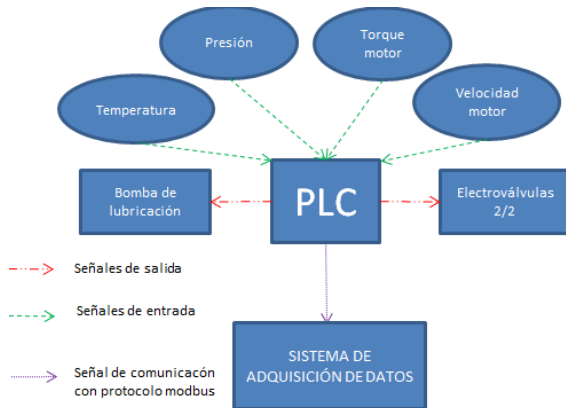 Presión
Torque
motor
Temperatura
Velocidad
motor
Bomba de
lubricación
PLC
Electroválvulas
2/2
Señales de salida
Señales de entrada
Señal de comunicacón
con protocolo modbus
SISTEMA DE
ADQUISICIÓN DE DATOS